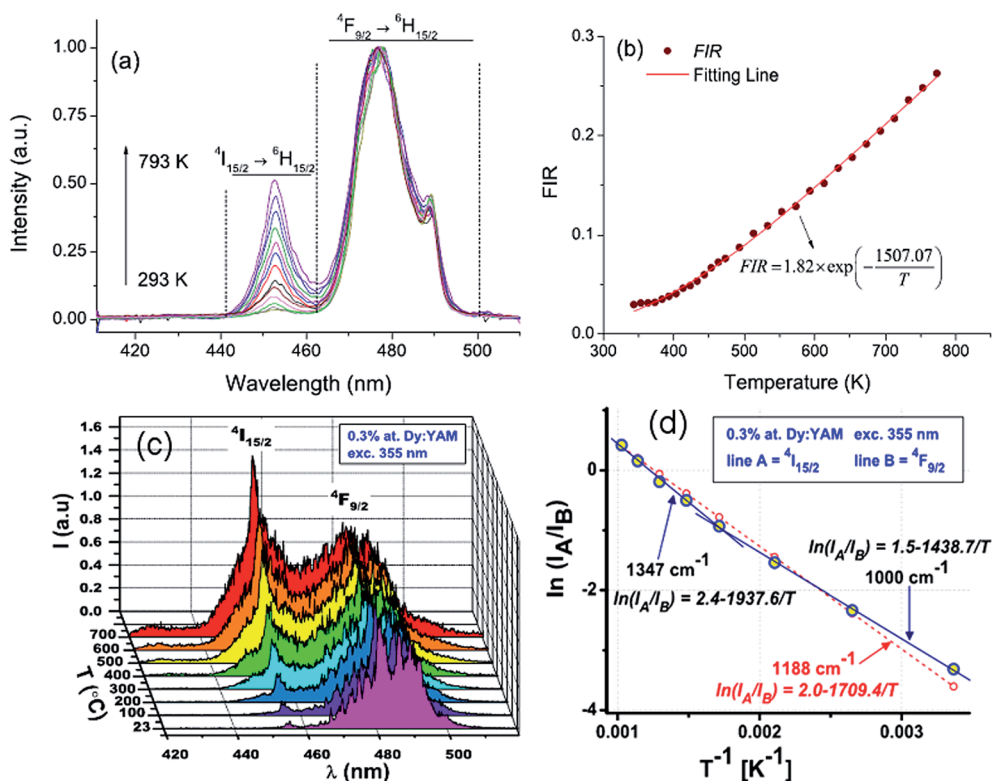 (a)
⁴F₉/₂ → ⁶H₁₅/₂
⁴I₁₅/₂ → ⁶H₁₅/₂
793 K
293 K
1.00
0.75
0.50
0.25
0.00
Intensity (a.u.)
420 440 460 480 500
Wavelength (nm)
(b)
FIR
Fitting Line
FIR = 1.82 × exp(−1507.07/T)
0.3
0.2
0.1
0.0
FIR
300 400 500 600 700 800
Temperature (K)
(c)
0.3% at. Dy:YAM
exc. 355 nm
⁴I₁₅/₂
⁴F₉/₂
1.6
1.4
1.2
1.0
0.8
0.6
0.4
0.2
0.0
I (a.u)
700
600
500
400
300
200
100
23
T (°C)
420 440 460 480 500
λ (nm)
(d)
0.3% at. Dy:YAM exc. 355 nm
line A = ⁴I₁₅/₂ line B = ⁴F₉/₂
0
-2
-4
ln (I_A/I_B)
1347 cm⁻¹
ln(I_A/I_B) = 2.4-1937.6/T
ln(I_A/I_B) = 1.5-1438.7/T
1000 cm⁻¹
1188 cm⁻¹
ln(I_A/I_B) = 2.0-1709.4/T
0.001 0.002 0.003
T⁻¹ [K⁻¹]